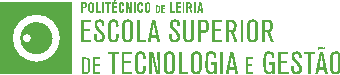 POLITÉCNICO DE LEIRIA
ESCOLA SUPERIOR
DE TECNOLOGIA E GESTÃO